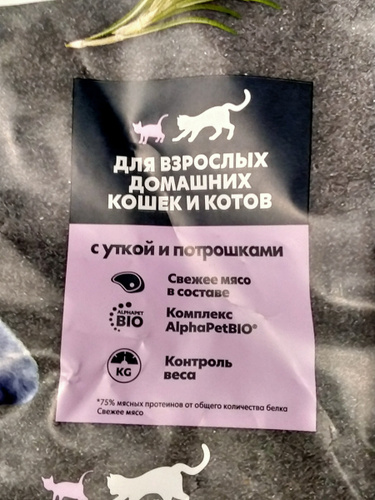 ДЛЯ ВЗРОСЛЫХ
ДОМАШНИХ
КОШЕК И КОТОВ
с уткой и потрошками
Свежее мясо
в составе
ALPHAPET
BIO
Комплекс
AlphaPetBIO®
KG
Контроль
веса
*75% мясных протеинов от общего количества белка
Свежее мясо